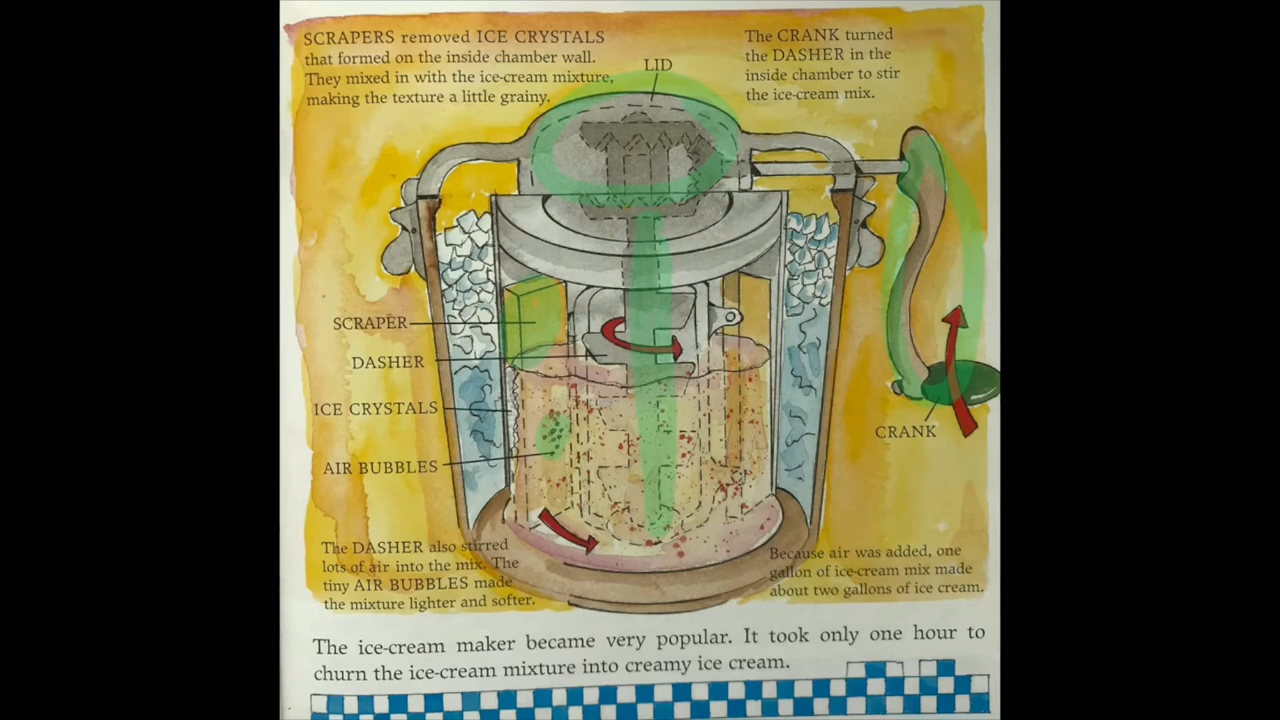 SCRAPERS removed ICE CRYSTALS
that formed on the inside chamber wall.
They mixed in with the ice-cream mixture,
making the texture a little grainy.
The CRANK turned
the DASHER in the
inside chamber to stir
the ice-cream mix.
LID
SCRAPER
DASHER
ICE CRYSTALS
AIR BUBBLES
CRANK
The DASHER also stirred
lots of air into the mix. The
tiny AIR BUBBLES made
the mixture lighter and softer.
Because air was added, one
gallon of ice-cream mix made
about two gallons of ice cream.
The ice-cream maker became very popular. It took only one hour to
churn the ice-cream mixture into creamy ice cream.